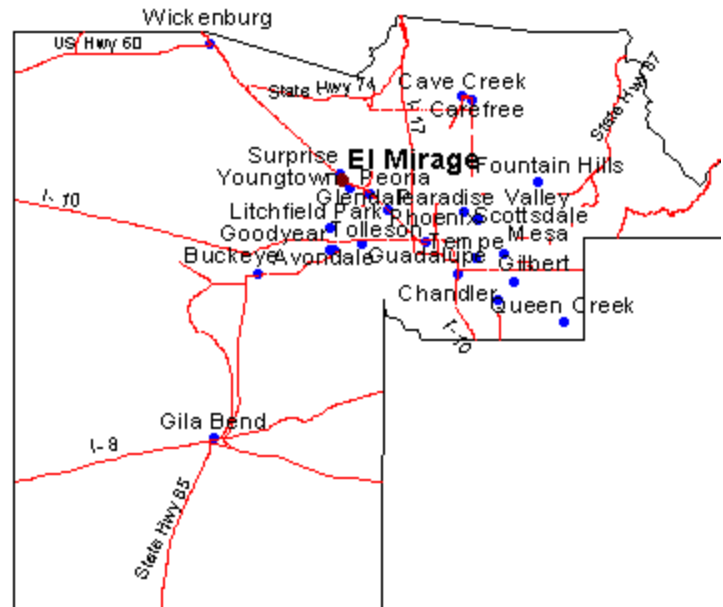 Wickenburg
US Hwy 60
State Hwy 74
Cave Creek
Carefree
I- 17
State Hwy 87
Surprise
El Mirage
Fountain Hills
Youngtown
Peoria
I- 10
Glendale
Paradise Valley
Litchfield Park
Phoenix
Scottsdale
Goodyear
Tolleson
Tempe
Mesa
Buckeye
Avondale
Guadalupe
Gilbert
Chandler
Queen Creek
I-10
Gila Bend
I- 8
State Hwy 85